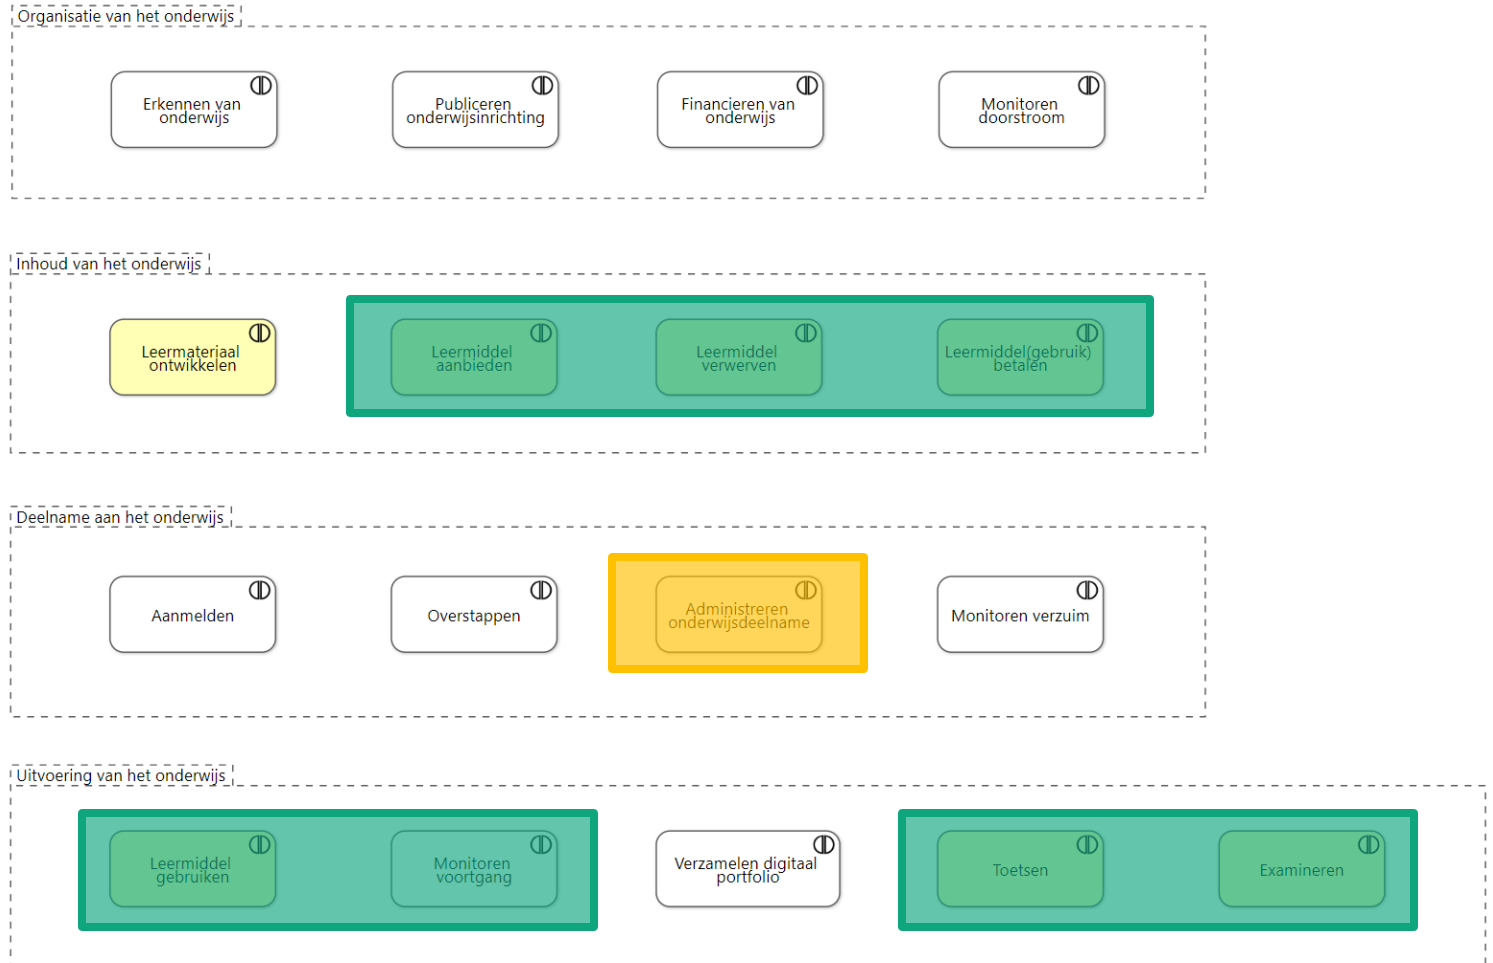 Organisatie van het onderwijs
Erkennen van
onderwijs
Publiceren
onderwijsinrichting
Financieren van
onderwijs
Monitoren
doorstroom
Inhoud van het onderwijs
Leermateriaal
ontwikkelen
Leermiddel
aanbieden
Leermiddel
verwerven
Leermiddel(gebruik)
betalen
Deelname aan het onderwijs
Aanmelden
Overstappen
Administreren
onderwijsdeelname
Monitoren verzuim
Uitvoering van het onderwijs
Leermiddel
gebruiken
Monitoren
voortgang
Verzamelen digitaal
portfolio
Toetsen
Examineren